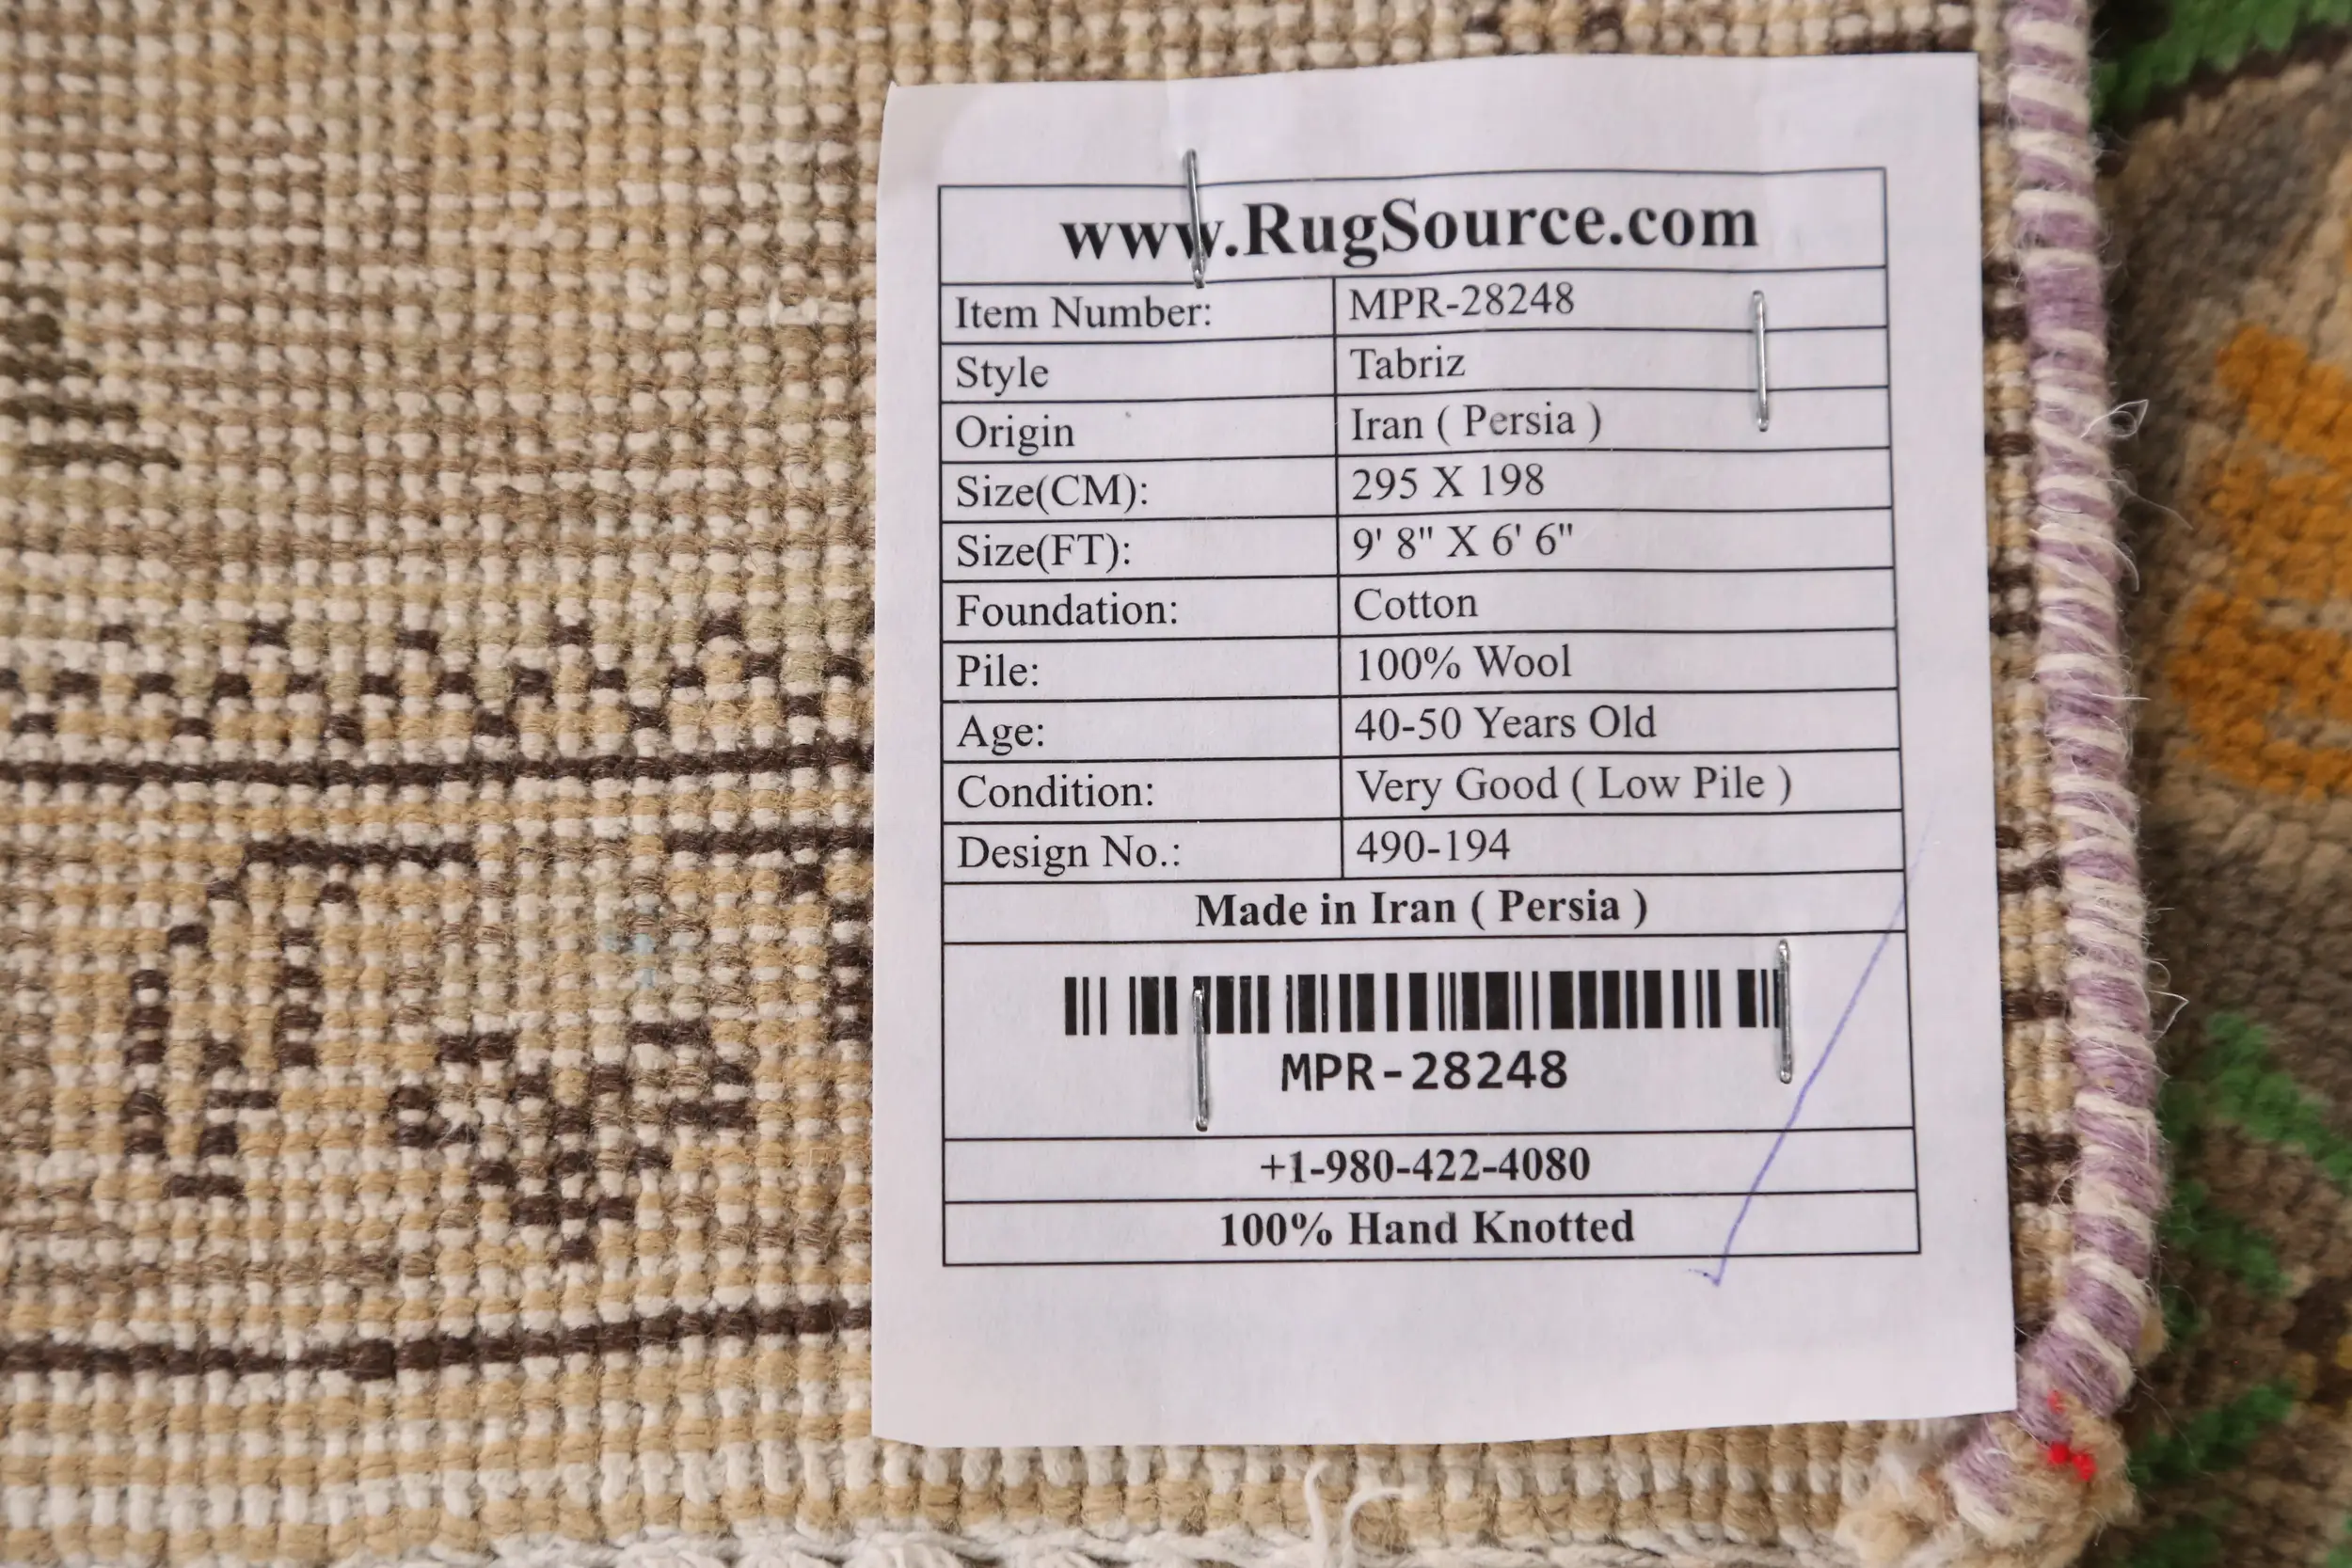 www.RugSource.com
Item Number: MPR-28248
Style Tabriz
Origin Iran ( Persia )
Size(CM): 295 X 198
Size(FT): 9' 8" X 6' 6"
Foundation: Cotton
Pile: 100% Wool
Age: 40-50 Years Old
Condition: Very Good ( Low Pile )
Design No.: 490-194
Made in Iran ( Persia )
MPR-28248
+1-980-422-4080
100% Hand Knotted